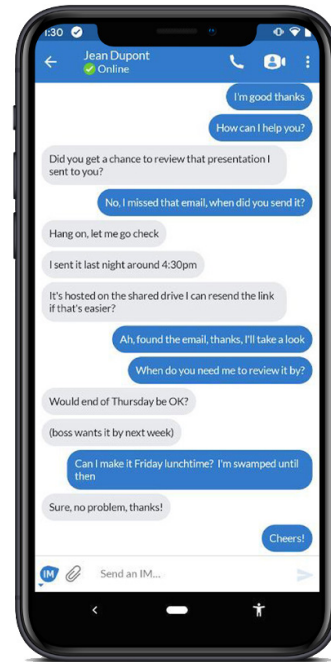 1:30
Jean Dupont
Online
I'm good thanks
How can I help you?
Did you get a chance to review that presentation I
sent to you?
No, I missed that email, when did you send it?
Hang on, let me go check
I sent it last night around 4:30pm
It's hosted on the shared drive I can resend the link
if that's easier?
Ah, found the email, thanks, I'll take a look
When do you need me to review it by?
Would end of Thursday be OK?
(boss wants it by next week)
Can I make it Friday lunchtime? I'm swamped until
then
Sure, no problem, thanks!
Cheers!
iM
Send an IM...